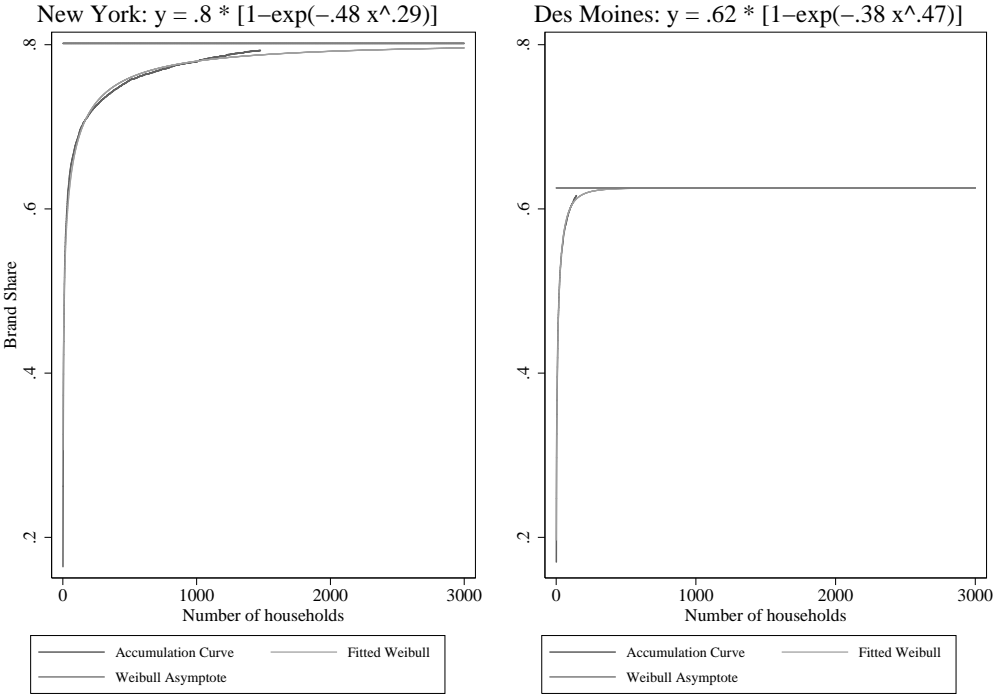 New York: y = .8 * [1−exp(−.48 x^.29)]
Brand Share
.8
.6
.4
.2
0
1000
2000
3000
Number of households
Accumulation Curve
Fitted Weibull
Weibull Asymptote
Des Moines: y = .62 * [1−exp(−.38 x^.47)]
.8
.6
.4
.2
0
1000
2000
3000
Number of households
Accumulation Curve
Fitted Weibull
Weibull Asymptote